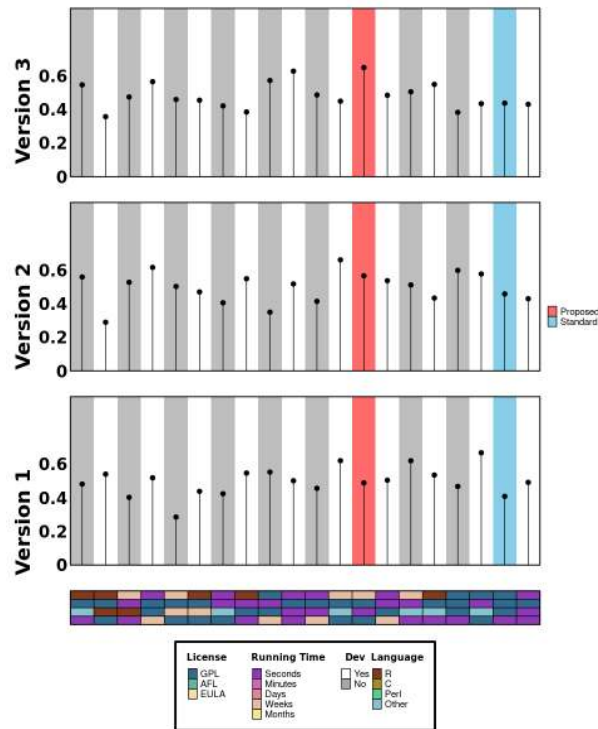 Version 3
0.6
0.4
0.2
0
Version 2
0.6
0.4
0.2
0
Proposed
Standard
Version 1
0.6
0.4
0.2
0
License
GPL
AFL
EULA
Running Time
Seconds
Minutes
Days
Weeks
Months
Dev
Yes
No
Language
R
C
Perl
Other